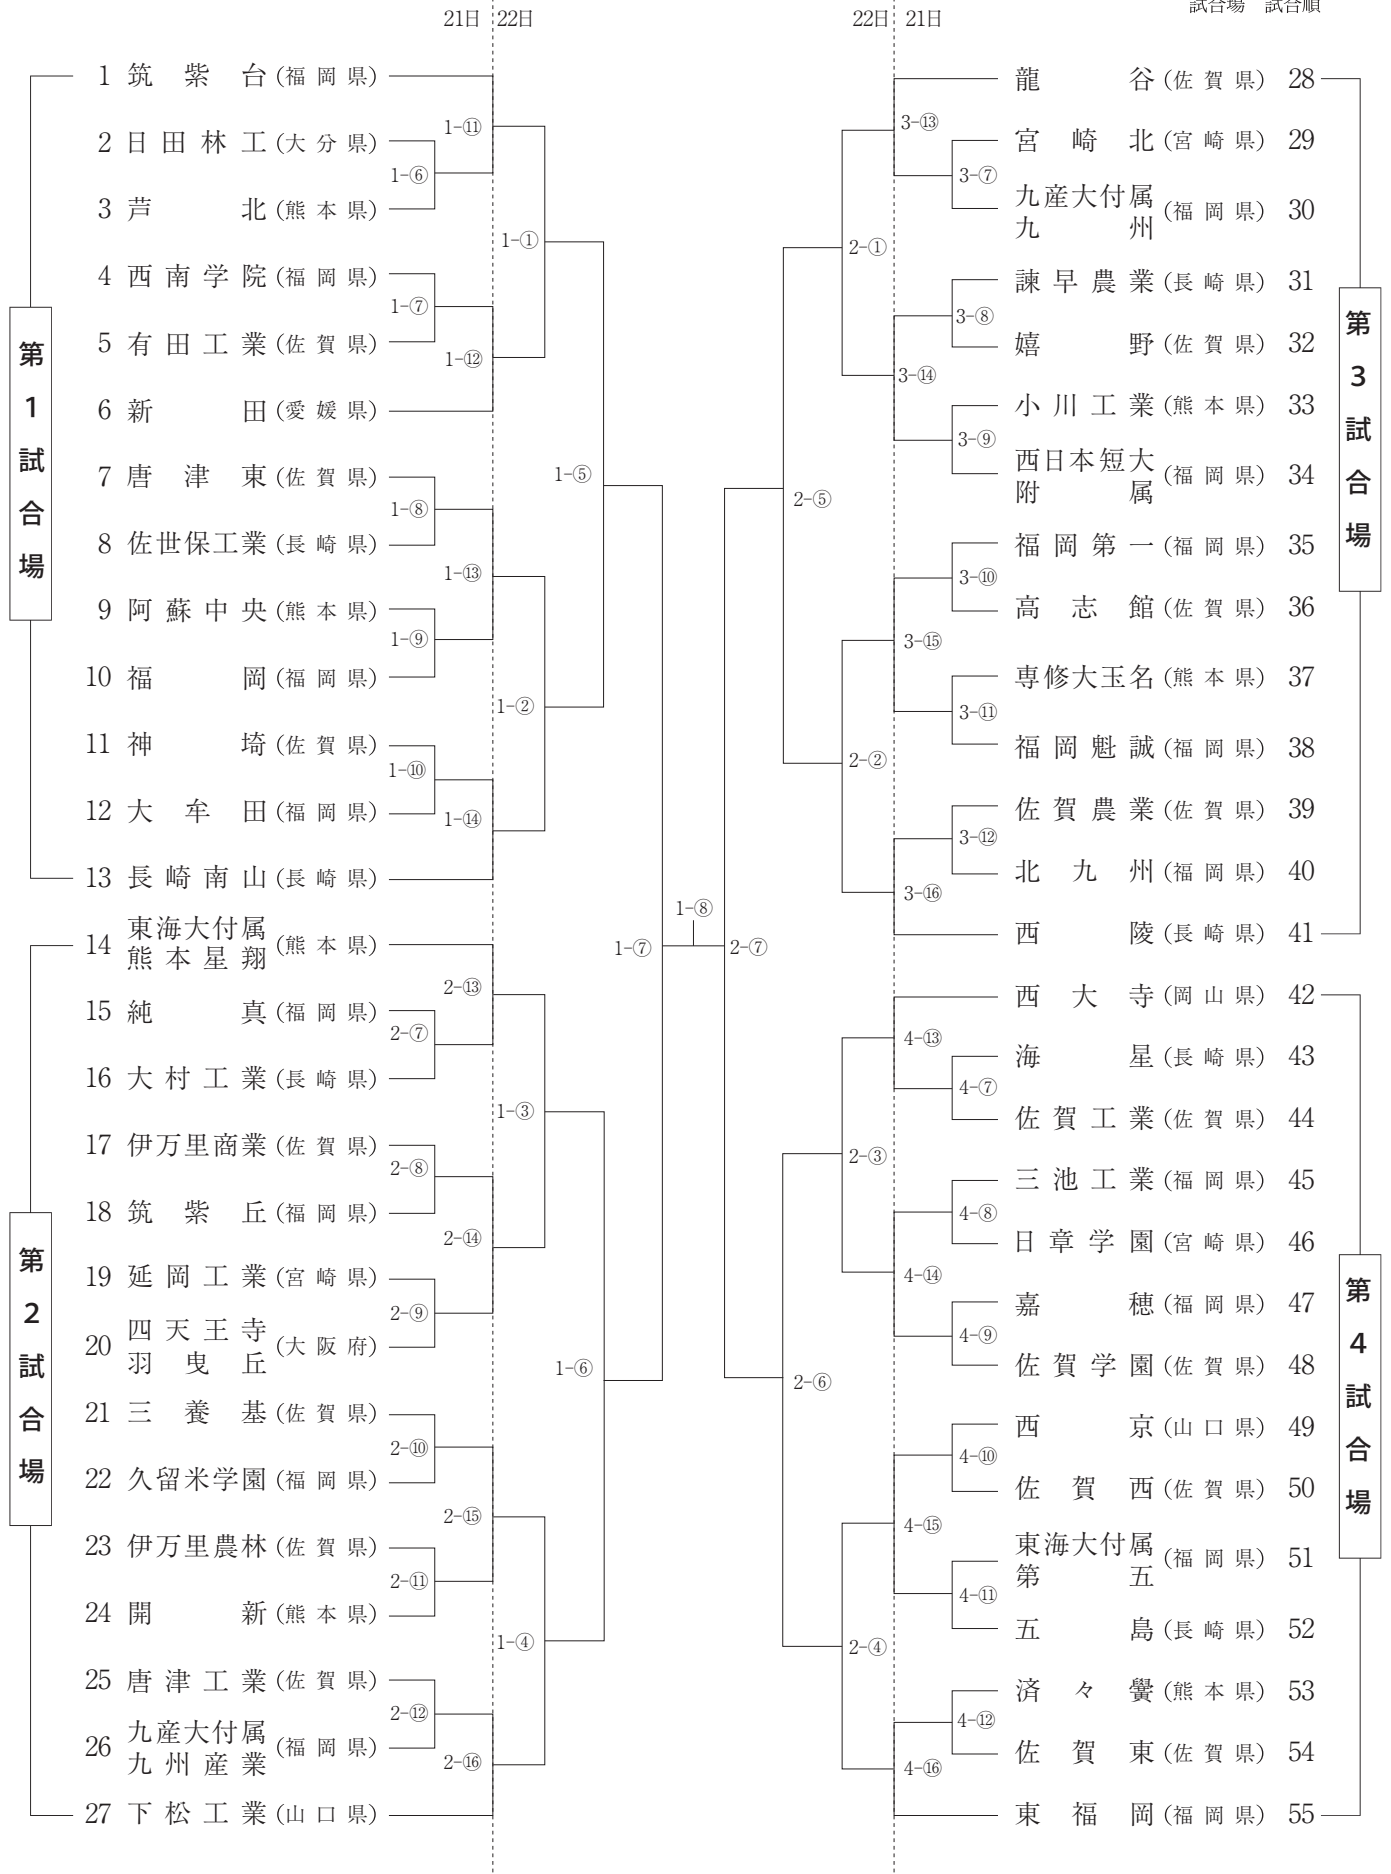 試合場 試合順
21日 22日
22日 21日
第1試合場
1 筑紫台(福岡県)
2 日田林工(大分県)
3 芦北(熊本県)
4 西南学院(福岡県)
5 有田工業(佐賀県)
6 新田(愛媛県)
7 唐津東(佐賀県)
8 佐世保工業(長崎県)
9 阿蘇中央(熊本県)
10 福岡(福岡県)
11 神埼(佐賀県)
12 大牟田(福岡県)
13 長崎南山(長崎県)
1-⑪
1-⑥
1-①
1-⑦
1-⑫
1-⑤
1-⑧
1-⑬
1-⑨
1-②
1-⑩
1-⑭
第2試合場
14 東海大付属
熊本星翔(熊本県)
15 純真(福岡県)
16 大村工業(長崎県)
17 伊万里商業(佐賀県)
18 筑紫丘(福岡県)
19 延岡工業(宮崎県)
20 四天王寺
羽曳丘(大阪府)
21 三養基(佐賀県)
22 久留米学園(福岡県)
23 伊万里農林(佐賀県)
24 開新(熊本県)
25 唐津工業(佐賀県)
26 九産大付属
九州産業(福岡県)
27 下松工業(山口県)
2-⑬
2-⑦
1-③
2-⑧
2-⑭
2-⑨
1-⑥
2-⑩
2-⑮
2-⑪
1-④
2-⑫
2-⑯
1-⑦
1-⑧
2-⑦
第3試合場
龍谷(佐賀県) 28
宮崎北(宮崎県) 29
九産大付属
九州(福岡県) 30
諫早農業(長崎県) 31
嬉野(佐賀県) 32
小川工業(熊本県) 33
西日本短大
附属(福岡県) 34
福岡第一(福岡県) 35
高志館(佐賀県) 36
専修大玉名(熊本県) 37
福岡魁誠(福岡県) 38
佐賀農業(佐賀県) 39
北九州(福岡県) 40
西陵(長崎県) 41
3-⑬
3-⑦
2-①
3-⑧
3-⑭
3-⑨
2-⑤
3-⑩
3-⑮
3-⑪
2-②
3-⑫
3-⑯
第4試合場
西大寺(岡山県) 42
海星(長崎県) 43
佐賀工業(佐賀県) 44
三池工業(福岡県) 45
日章学園(宮崎県) 46
嘉穂(福岡県) 47
佐賀学園(佐賀県) 48
西京(山口県) 49
佐賀西(佐賀県) 50
東海大付属
第五(福岡県) 51
五島(長崎県) 52
済々黌(熊本県) 53
佐賀東(佐賀県) 54
東福岡(福岡県) 55
4-⑬
4-⑦
2-③
4-⑧
4-⑭
4-⑨
2-⑥
4-⑩
4-⑮
4-⑪
2-④
4-⑫
4-⑯